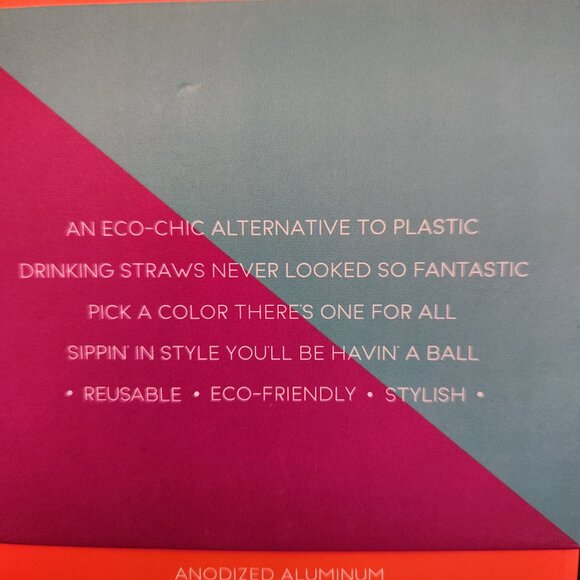 AN ECO-CHIC ALTERNATIVE TO PLASTIC
DRINKING STRAWS NEVER LOOKED SO FANTASTIC
PICK A COLOR THERE'S ONE FOR ALL
SIPPIN' IN STYLE YOU'LL BE HAVIN' A BALL
• REUSABLE • ECO-FRIENDLY • STYLISH •
ANODIZED ALUMINUM